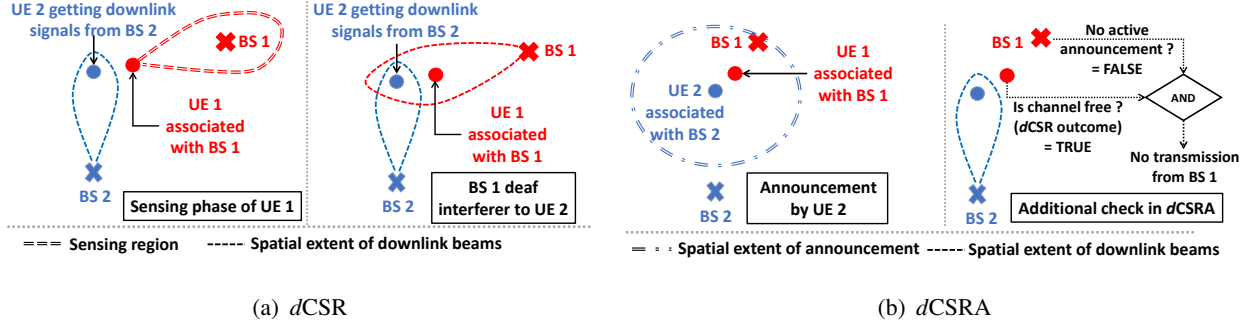 UE 2 getting downlink
signals from BS 2
BS 1
UE 1
associated
with BS 1
BS 2
Sensing phase of UE 1
UE 2 getting downlink
signals from BS 2
BS 1
UE 1
associated
with BS 1
BS 2
BS 1 deaf
interferer to UE 2
Sensing region
Spatial extent of downlink beams
(a) dCSR
BS 1
UE 1
associated
with BS 1
UE 2
associated
with BS 2
BS 2
Announcement
by UE 2
BS 1
No active
announcement ?
= FALSE
Is channel free ?
(dCSR outcome)
= TRUE
AND
No transmission
from BS 1
BS 2
Additional check in dCSRA
Spatial extent of announcement
Spatial extent of downlink beams
(b) dCSRA